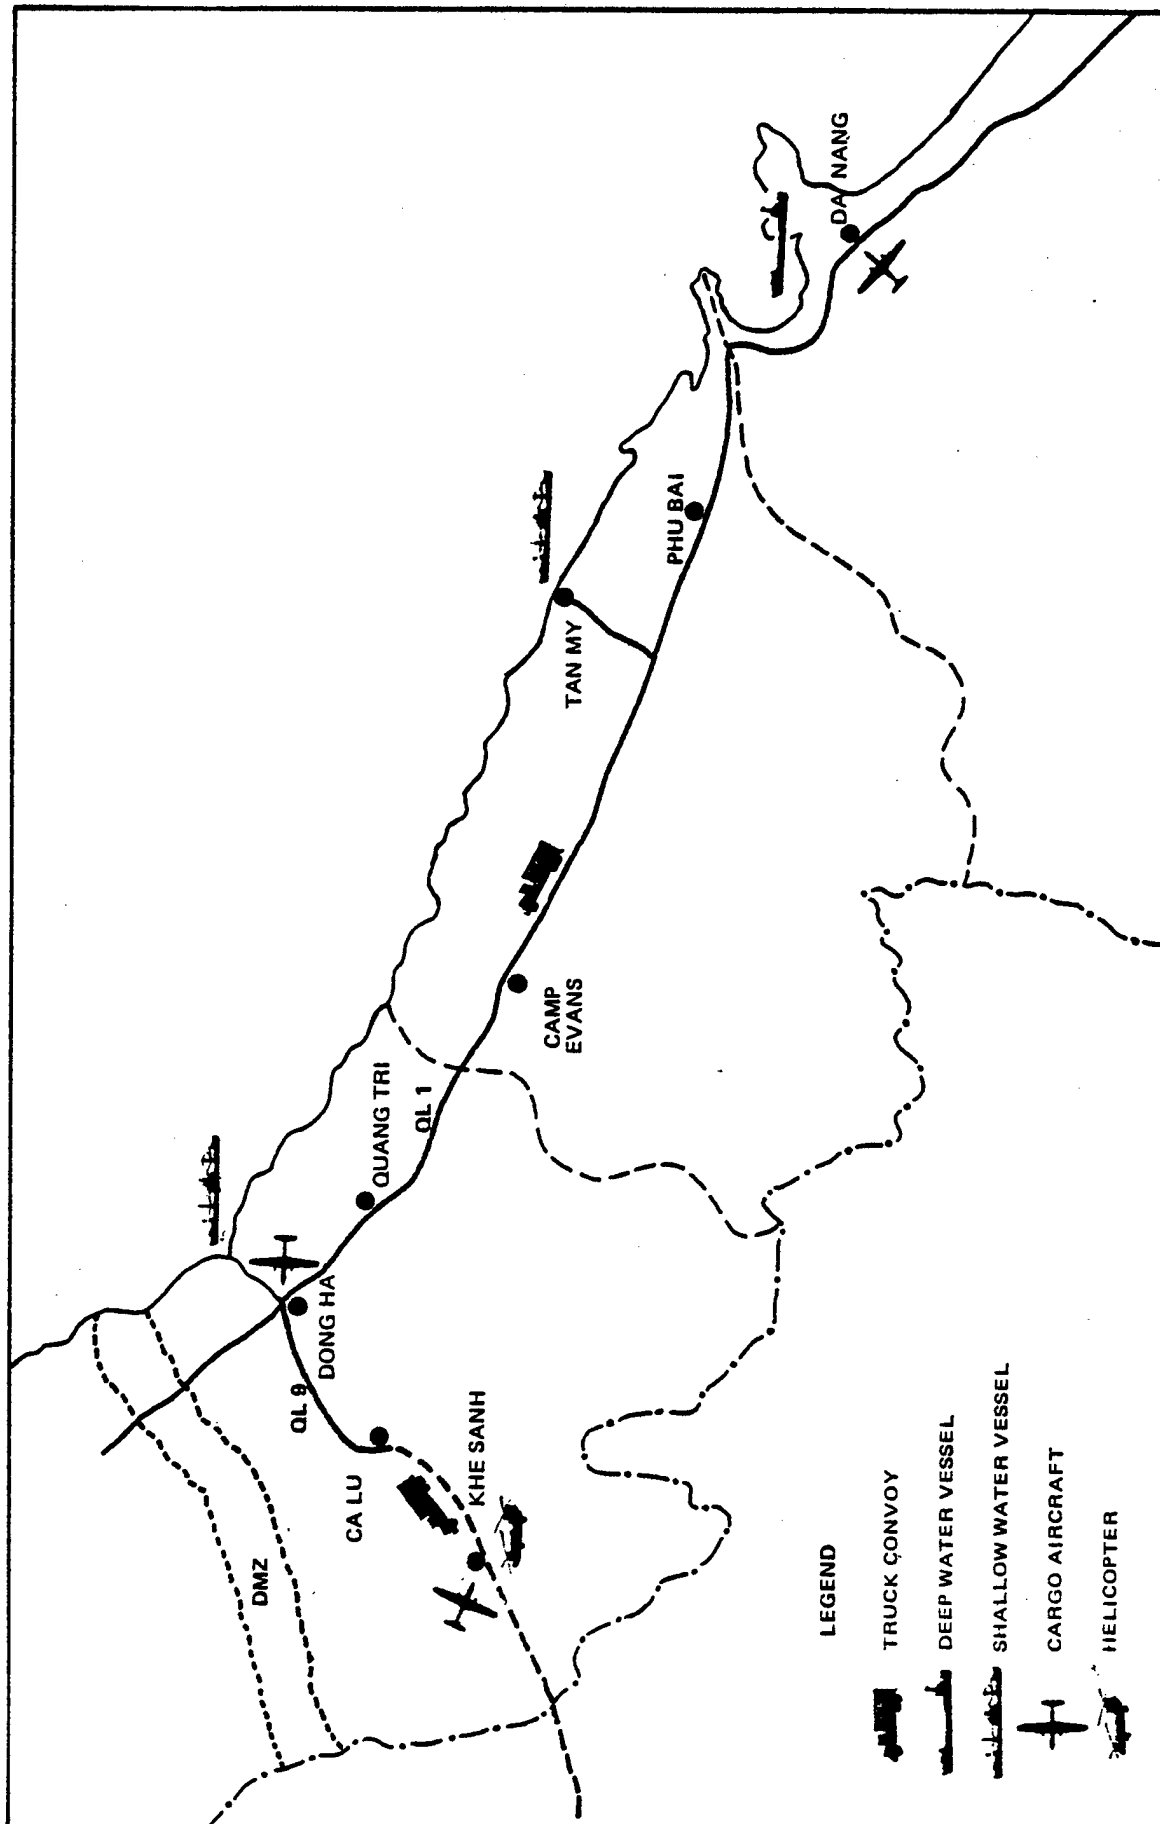 DMZ
QL 9
DONG HA
CA LU
KHE SANH
QUANG TRI
QL 1
CAMP
EVANS
TAN MY
PHU BAI
DA NANG
LEGEND
TRUCK CONVOY
DEEP WATER VESSEL
SHALLOW WATER VESSEL
CARGO AIRCRAFT
HELICOPTER